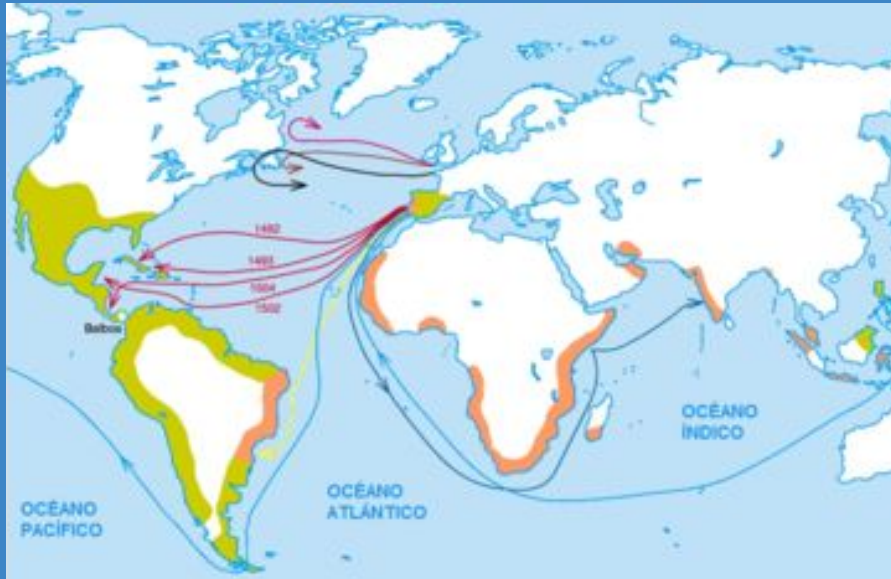 1492
1493
1504
1502
Balboa
OCÉANO
ÍNDICO
OCÉANO
PACÍFICO
OCÉANO
ATLÁNTICO